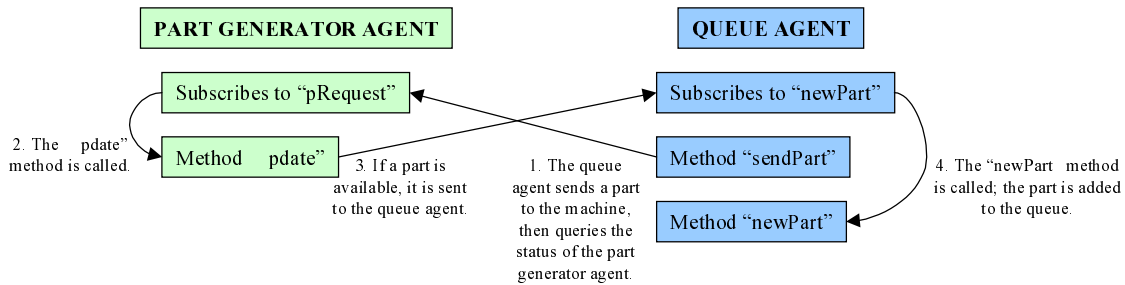 PART GENERATOR AGENT
QUEUE AGENT
Subscribes to “pRequest”
Subscribes to “newPart”
2. The pdate”
method is called.
Method pdate”
Method “sendPart”
3. If a part is
available, it is sent
to the queue agent.
1. The queue
agent sends a part
to the machine,
then queries the
status of the part
generator agent.
4. The “newPart method
is called; the part is added
to the queue.
Method “newPart”